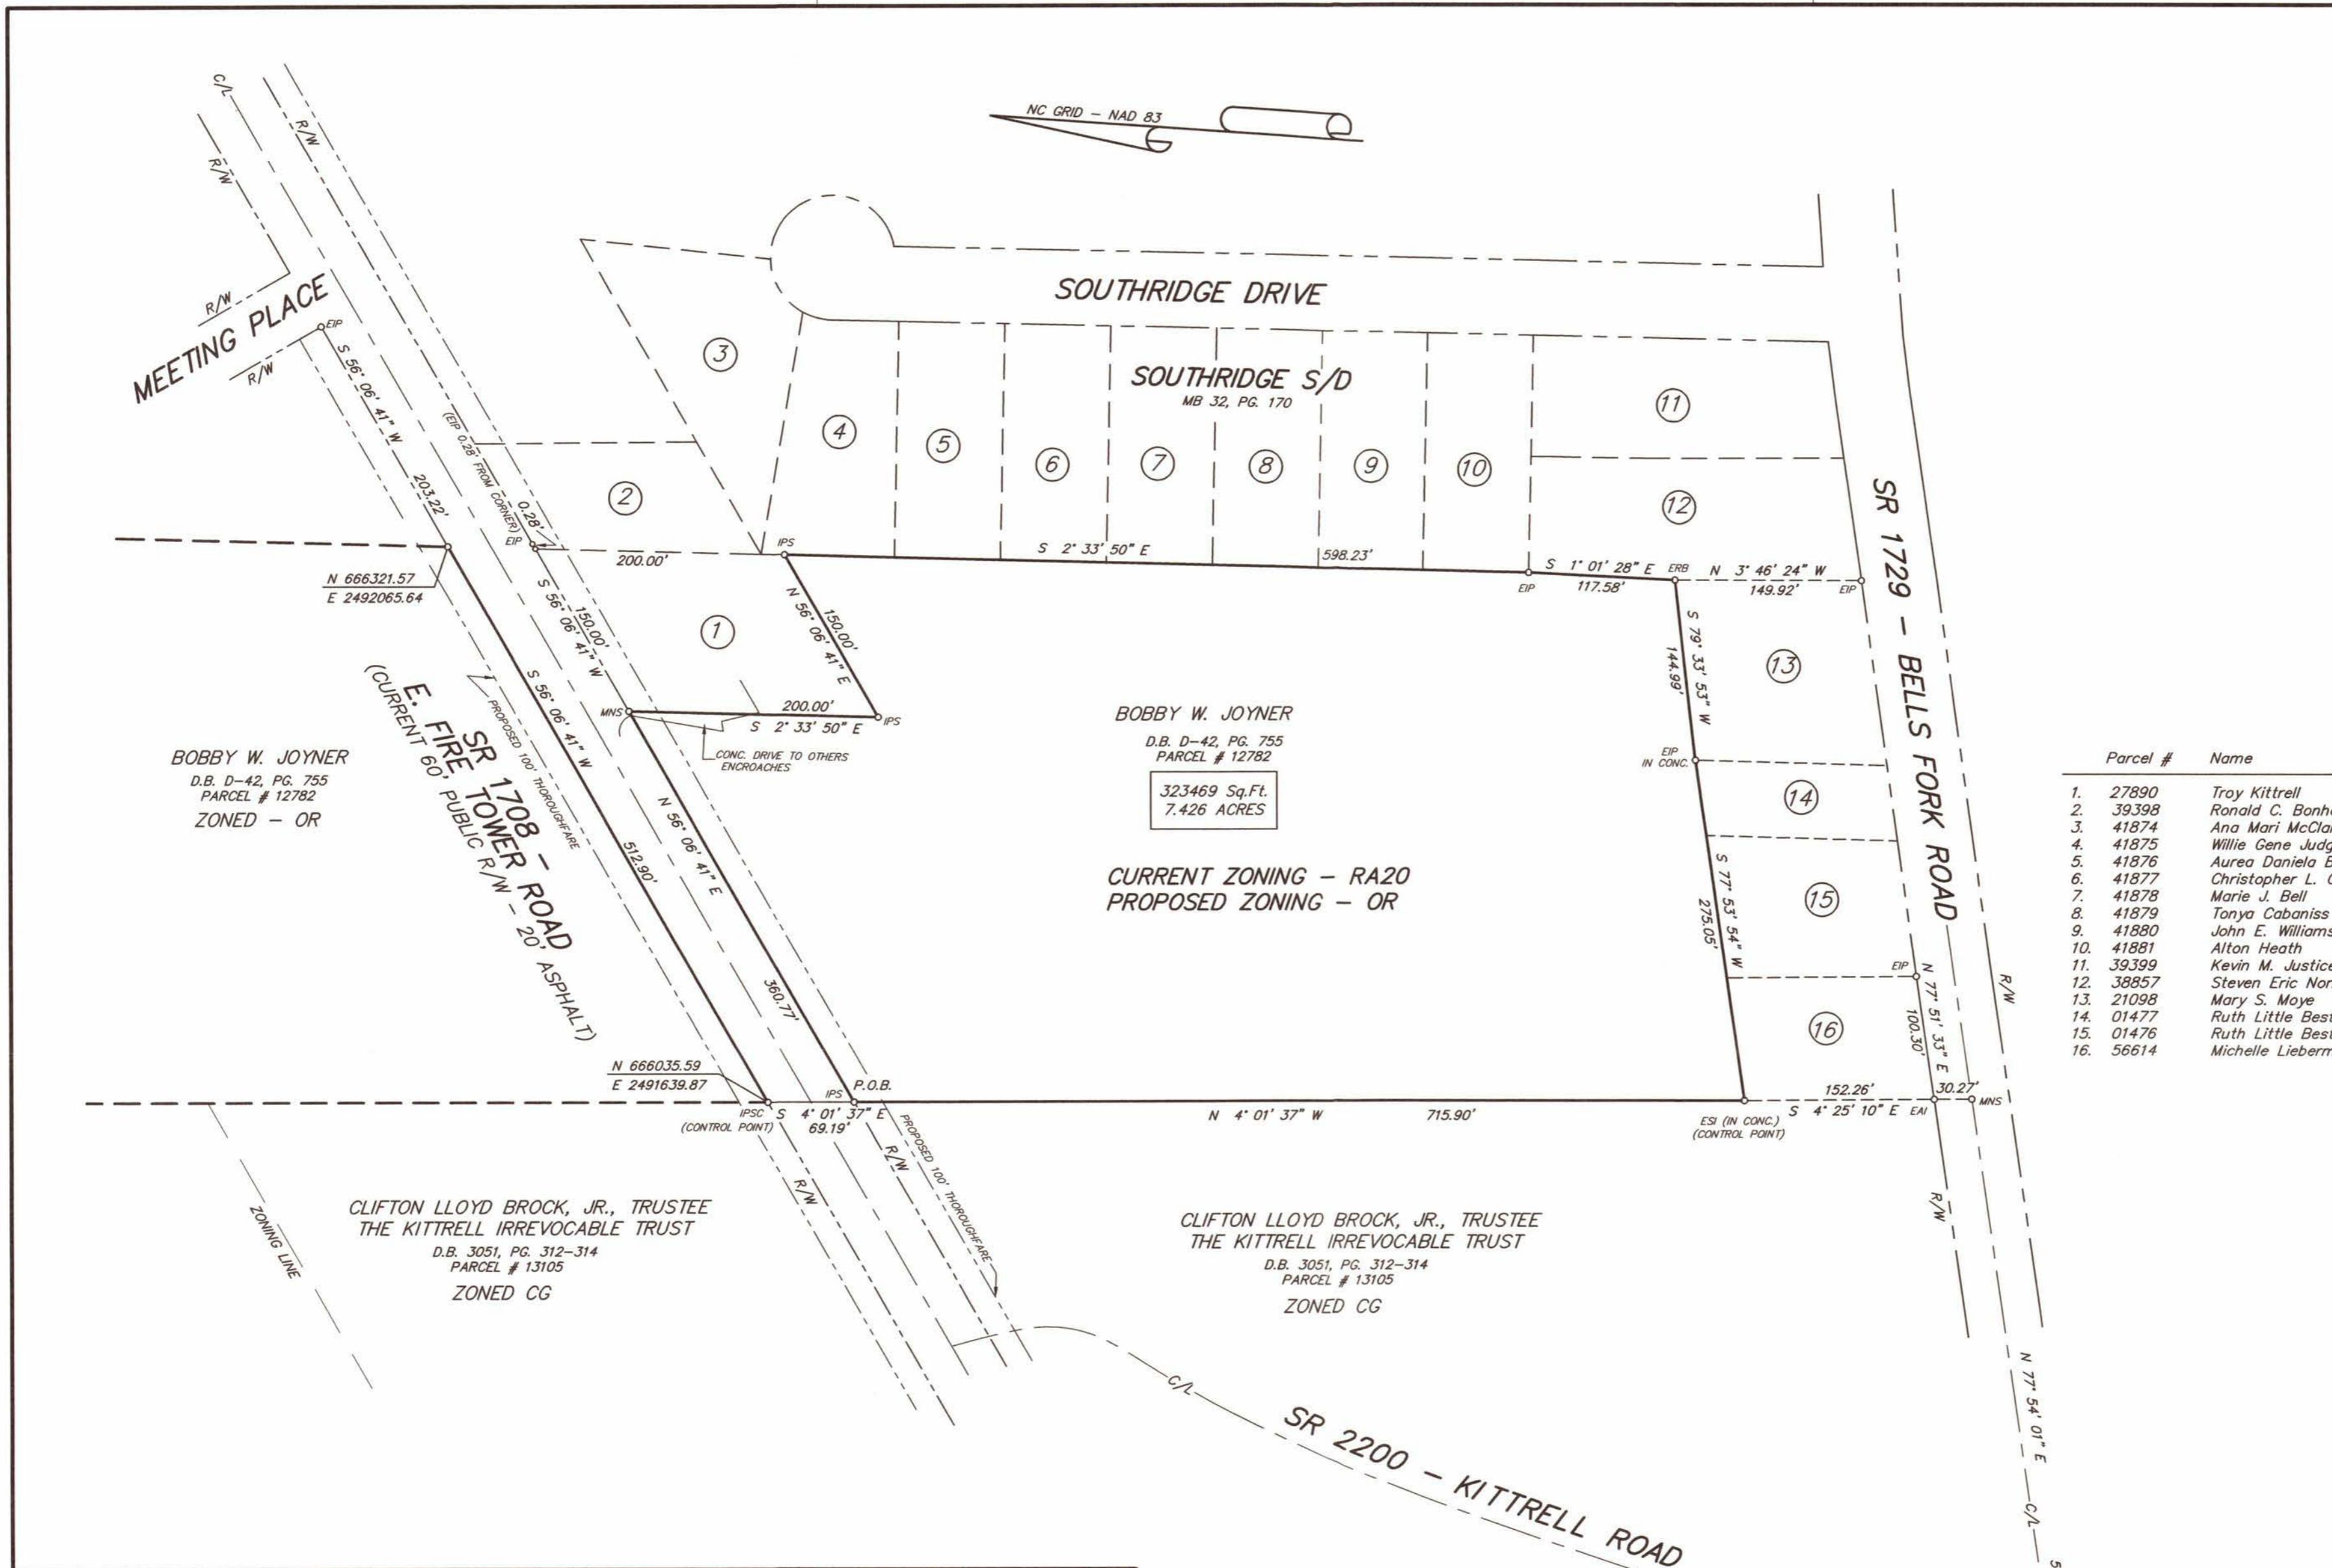 NC GRID – NAD 83
C/L
R/W
R/W
R/W
MEETING PLACE
R/W
EIP
S 56° 06' 41" W
203.22'
(EIP 0.28' FROM CORNER)
0.28'
EIP
SOUTHRIDGE DRIVE
SOUTHRIDGE S/D
MB 32, PG. 170
3
4
5
6
7
8
9
10
11
12
2
200.00'
IPS
S 2° 33' 50" E
598.23'
EIP
S 1° 01' 28" E
117.58'
ERB
N 3° 46' 24" W
149.92'
EIP
SR 1729 – BELLS FORK ROAD
N 666321.57
E 2492065.64
S 56° 06' 41" W
150.00'
1
N 56° 06' 41" E
150.00'
MNS
200.00'
S 2° 33' 50" E
IPS
CONC. DRIVE TO OTHERS
ENCROACHES
S 79° 33' 53" W
144.99'
13
EIP
IN CONC.
14
S 77° 53' 54" W
275.05'
15
EIP
16
N 77° 51' 33" E
100.30'
R/W
BOBBY W. JOYNER
D.B. D–42, PG. 755
PARCEL # 12782
ZONED – OR
SR 1708 –
E. FIRE TOWER ROAD
(CURRENT 60' PUBLIC R/W – 20' ASPHALT)
PROPOSED 100' THOROUGHFARE
S 56° 06' 41" W
512.90'
N 56° 06' 41" E
360.77'
BOBBY W. JOYNER
D.B. D–42, PG. 755
PARCEL # 12782
323469 Sq.Ft.
7.426 ACRES
CURRENT ZONING – RA20
PROPOSED ZONING – OR
Parcel # Name
1. 27890 Troy Kittrell
2. 39398 Ronald C.
3. 41874 Ana Mari
4. 41875 Willie Gene
5. 41876 Aurea Daniela
6. 41877 Christopher L.
7. 41878 Marie J. Bell
8. 41879 Tonya Cabaniss
9. 41880 John E. Williams
10. 41881 Alton Heath
11. 39399 Kevin M. Justice
12. 38857 Steven Eric
13. 21098 Mary S. Moye
14. 01477 Ruth Little Best
15. 01476 Ruth Little Best
16. 56614 Michelle
N 666035.59
E 2491639.87
IPSC
(CONTROL POINT)
S 4° 01' 37" E
69.19'
IPS
P.O.B.
N 4° 01' 37" W
715.90'
ESI (IN CONC.)
(CONTROL POINT)
152.26'
S 4° 25' 10" E
EAI
30.27'
MNS
R/W
R/W
PROPOSED 100' THOROUGHFARE
R/W
ZONING LINE
CLIFTON LLOYD BROCK, JR., TRUSTEE
THE KITTRELL IRREVOCABLE TRUST
D.B. 3051, PG. 312–314
PARCEL # 13105
ZONED CG
CLIFTON LLOYD BROCK, JR., TRUSTEE
THE KITTRELL IRREVOCABLE TRUST
D.B. 3051, PG. 312–314
PARCEL # 13105
ZONED CG
C/L
SR 2200 – KITTRELL ROAD
N 77° 54' 01" E
C/L